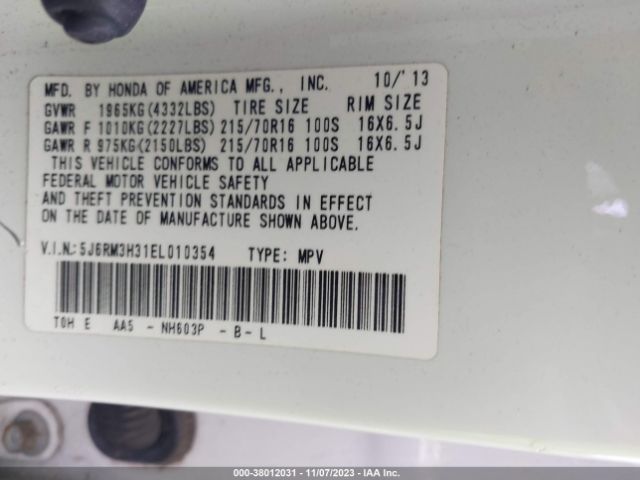 MFD. BY HONDA OF AMERICA MFG., INC. 10/'13
GVWR 1965KG(4332LBS) TIRE SIZE RIM SIZE
GAWR F 1010KG(2227LBS) 215/70R16 100S 16X6.5J
GAWR R 975KG(2150LBS) 215/70R16 100S 16X6.5J
THIS VEHICLE CONFORMS TO ALL APPLICABLE
FEDERAL MOTOR VEHICLE SAFETY
AND THEFT PREVENTION STANDARDS IN EFFECT
ON THE DATE OF MANUFACTURE SHOWN ABOVE.
V.I.N.: 5J6RM3H31EL010354 TYPE: MPV
T0H E AA5 - NH603P - B - L
000-38012031 - 11/07/2023 - IAA Inc.